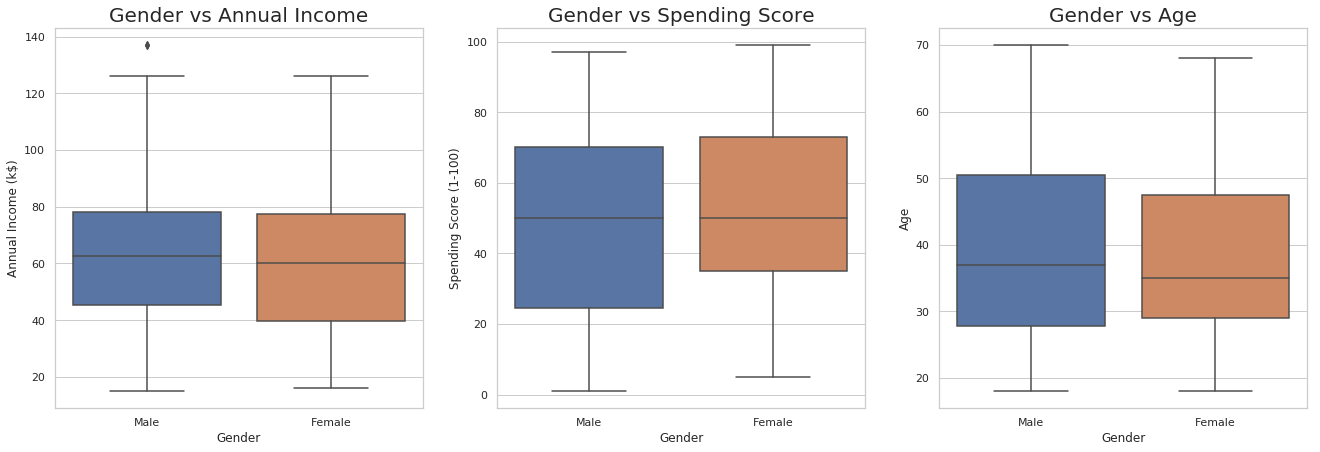 Gender vs Annual Income
140
120
100
80
60
40
20
Annual Income (k$)
Male
Female
Gender
Gender vs Spending Score
100
80
60
40
20
0
Spending Score (1-100)
Male
Female
Gender
Gender vs Age
70
60
50
40
30
20
Age
Male
Female
Gender